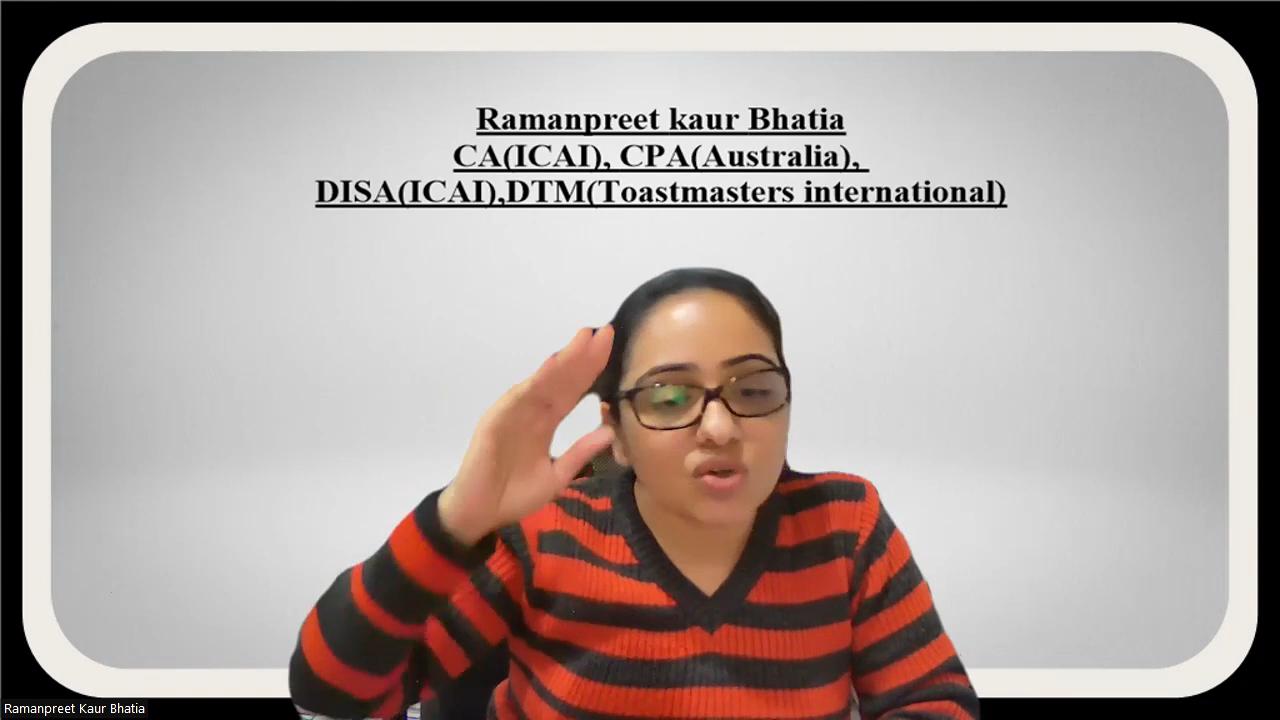 Ramanpreet kaur Bhatia
CA(ICAI), CPA(Australia),
DISA(ICAI),DTM(Toastmasters international)
Ramanpreet Kaur Bhatia